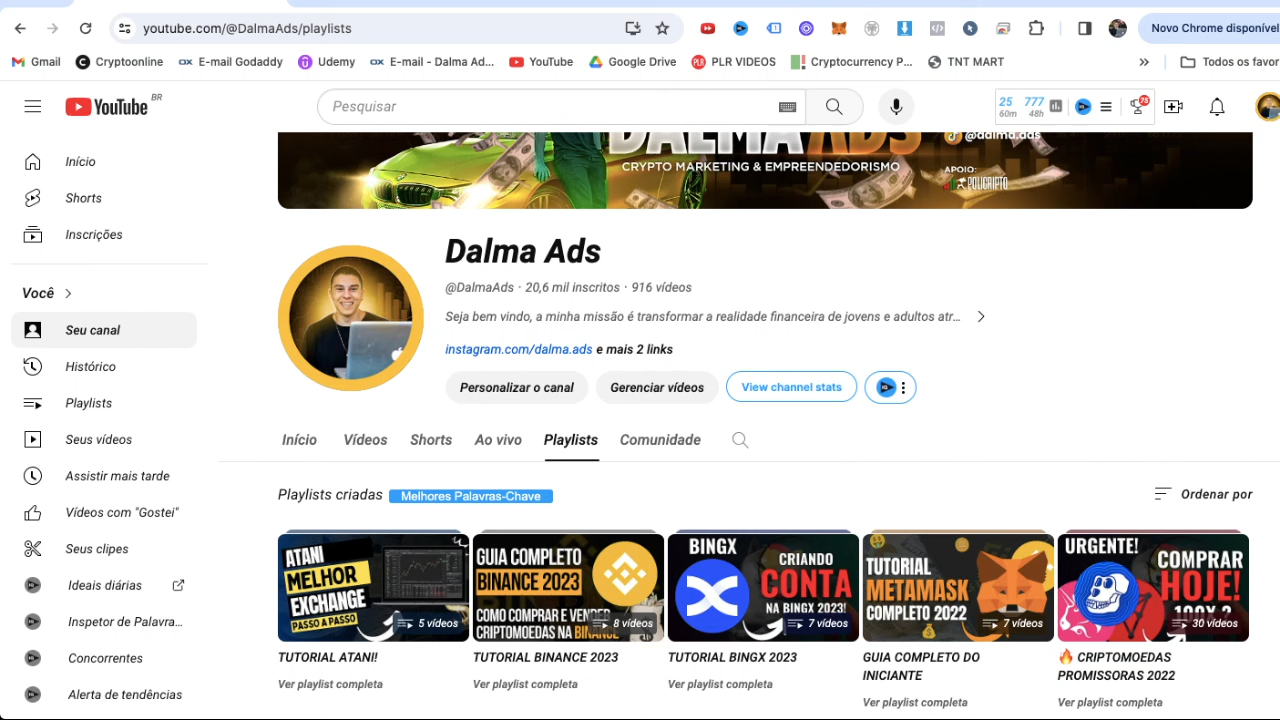 youtube.com/@DalmaAds/playlists
Novo Chrome disponível
Gmail
Cryptoonline
E-mail Godaddy
Udemy
E-mail - Dalma Ad...
YouTube
Google Drive
PLR VIDEOS
Cryptocurrency P...
TNT MART
Todos os favor
YouTube BR
Pesquisar
25 777
60m 48h
75
DALMA ADS
@dalma.ads
CRYPTO MARKETING & EMPREENDEDORISMO
APOIO:
POLICRIPTO
Início
Shorts
Inscrições
Você
Seu canal
Histórico
Playlists
Seus vídeos
Assistir mais tarde
Vídeos com "Gostei"
Seus clipes
Ideais diárias
Inspetor de Palavra...
Concorrentes
Alerta de tendências
Dalma Ads
@DalmaAds · 20,6 mil inscritos · 916 vídeos
Seja bem vindo, a minha missão é transformar a realidade financeira de jovens e adultos atr...
instagram.com/dalma.ads e mais 2 links
Personalizar o canal
Gerenciar vídeos
View channel stats
Início
Vídeos
Shorts
Ao vivo
Playlists
Comunidade
Playlists criadas
Melhores Palavras-Chave
Ordenar por
ATANI
MELHOR
EXCHANGE
PASSO A PASSO
5 vídeos
TUTORIAL ATANI!
Ver playlist completa
GUIA COMPLETO
BINANCE 2023
COMO COMPRAR E VENDER
CRIPTOMOEDAS NA BINANCE
8 vídeos
TUTORIAL BINANCE 2023
Ver playlist completa
BINGX
CRIANDO
CONTA
NA BINGX 2023!
7 vídeos
TUTORIAL BINGX 2023
Ver playlist completa
TUTORIAL
METAMASK
COMPLETO 2022
7 vídeos
GUIA COMPLETO DO
INICIANTE
Ver playlist completa
URGENTE!
COMPRAR
HOJE!
100X ?
30 vídeos
🔥 CRIPTOMOEDAS
PROMISSORAS 2022
Ver playlist completa